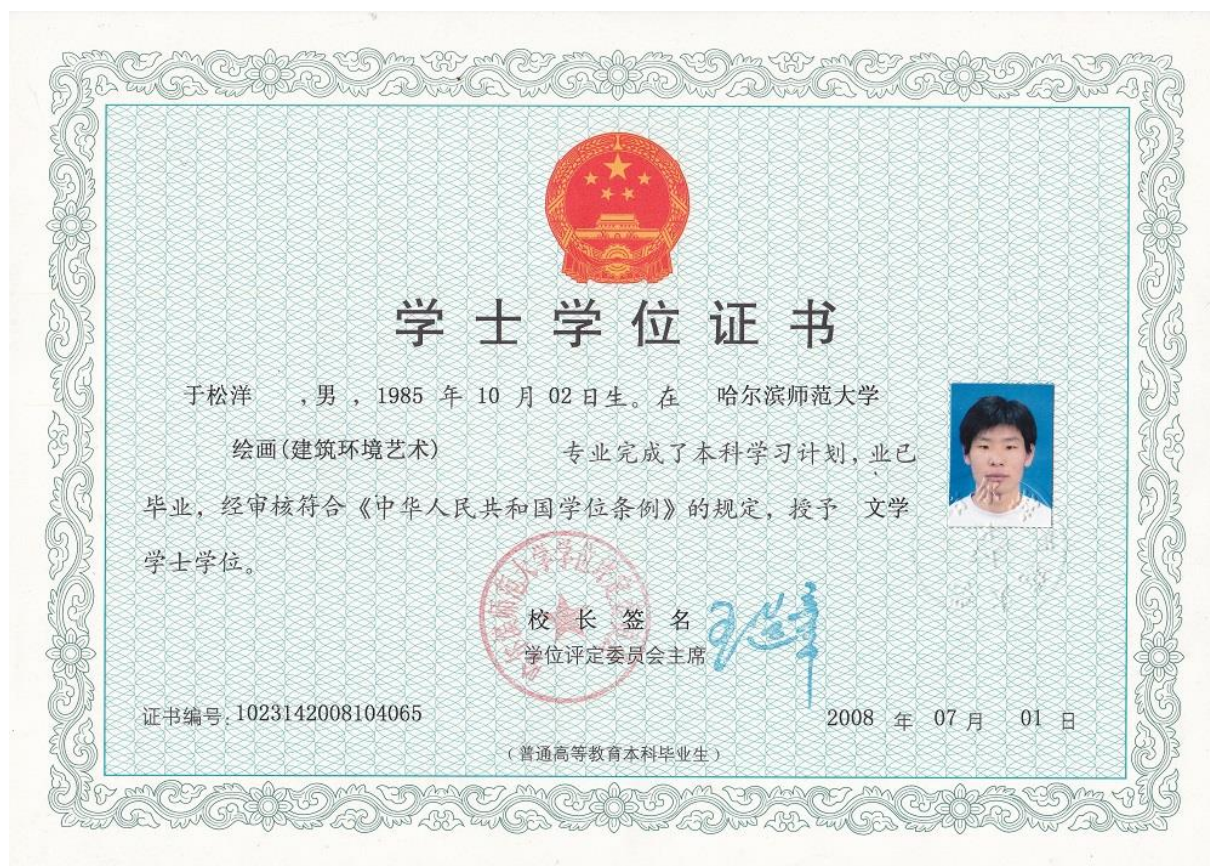 学士学位证书
于松洋 ,男 , 1985 年 10 月 02 日生。在 哈尔滨师范大学
绘画(建筑环境艺术) 专业完成了本科学习计划, 业已
毕业, 经审核符合《中华人民共和国学位条例》的规定, 授予 文学
学士学位。
校 长 签 名
学位评定委员会主席
证书编号: 1023142008104065
2008 年 07 月 01 日
(普通高等教育本科毕业生)